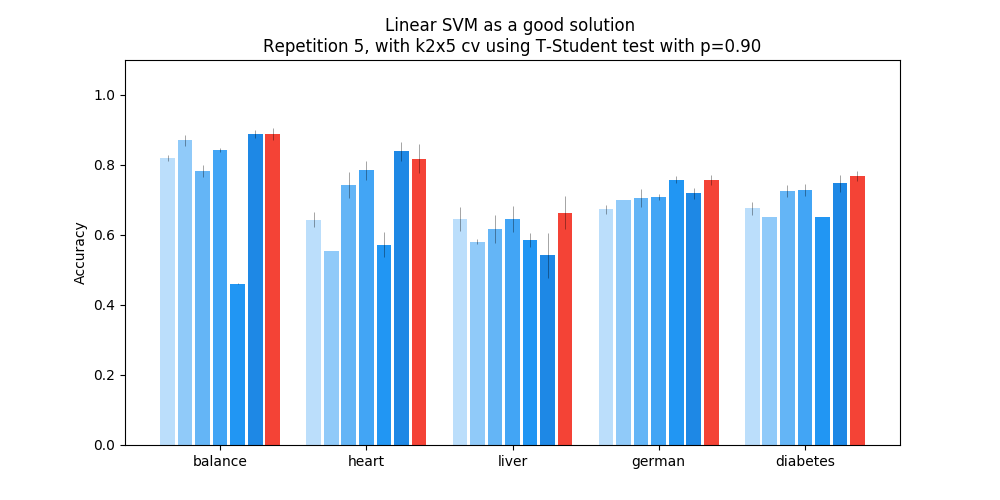 Linear SVM as a good solution
Repetition 5, with k2x5 cv using T-Student test with p=0.90
Accuracy
1.0
0.8
0.6
0.4
0.2
0.0
balance heart liver german diabetes